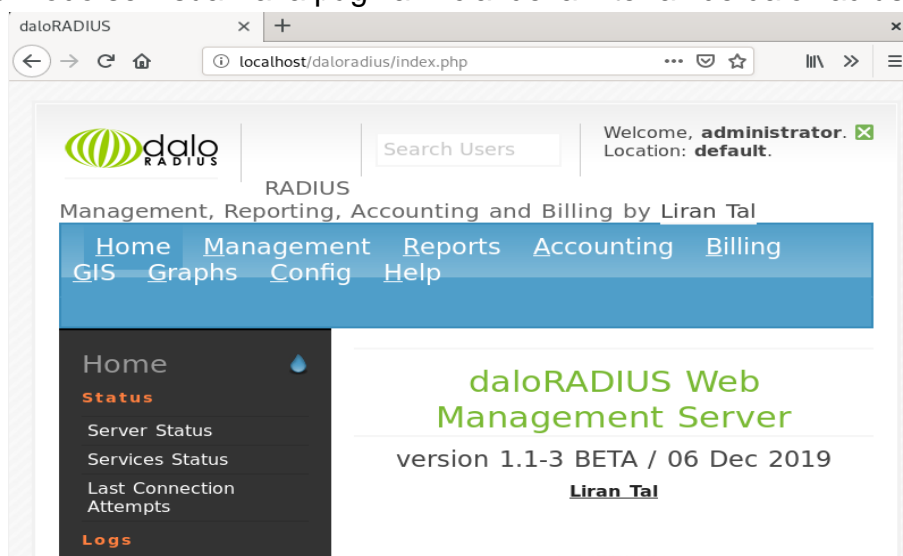 daloRADIUS
localhost/daloradius/index.php
dalo
RADIUS
Search Users
Welcome, administrator.
Location: default.
RADIUS
Management, Reporting, Accounting and Billing by Liran Tal
Home Management Reports Accounting Billing
GIS Graphs Config Help
Home
Status
Server Status
Services Status
Last Connection
Attempts
Logs
daloRADIUS Web
Management Server
version 1.1-3 BETA / 06 Dec 2019
Liran Tal